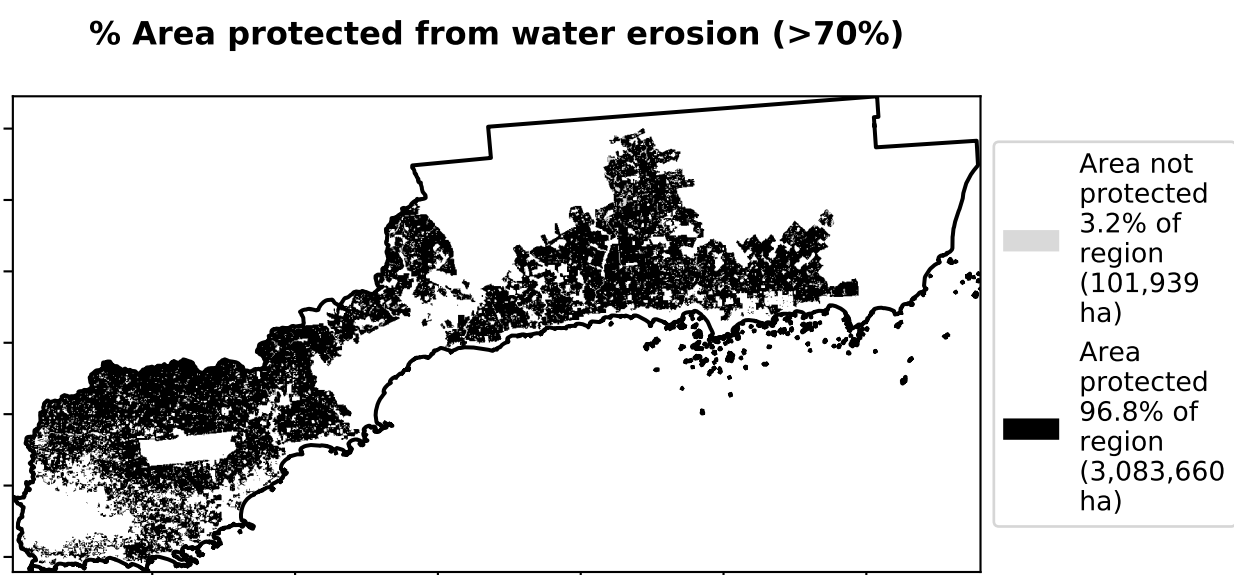 % Area protected from water erosion (>70%)
Area not
protected
3.2% of
region
(101,939
ha)
Area
protected
96.8% of
region
(3,083,660
ha)